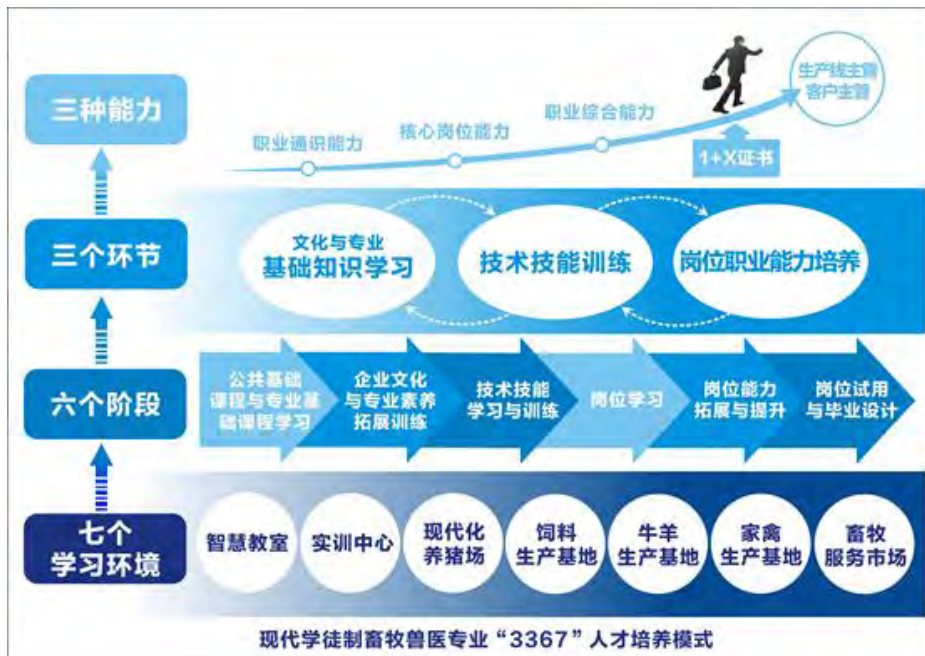 三种能力
职业通识能力
核心岗位能力
职业综合能力
1+X证书
生产线主管
客户主管
三个环节
文化与专业
基础知识学习
技术技能训练
岗位职业能力培养
六个阶段
公共基础
课程与专业基
础课程学习
企业文化
与专业素养
拓展训练
技术技能
学习与训练
岗位学习
岗位能力
拓展与提升
岗位试用
与毕业设计
七个
学习环境
智慧教室
实训中心
现代化
养猪场
饲料
生产基地
牛羊
生产基地
家禽
生产基地
畜牧
服务市场
现代学徒制畜牧兽医专业“3367”人才培养模式